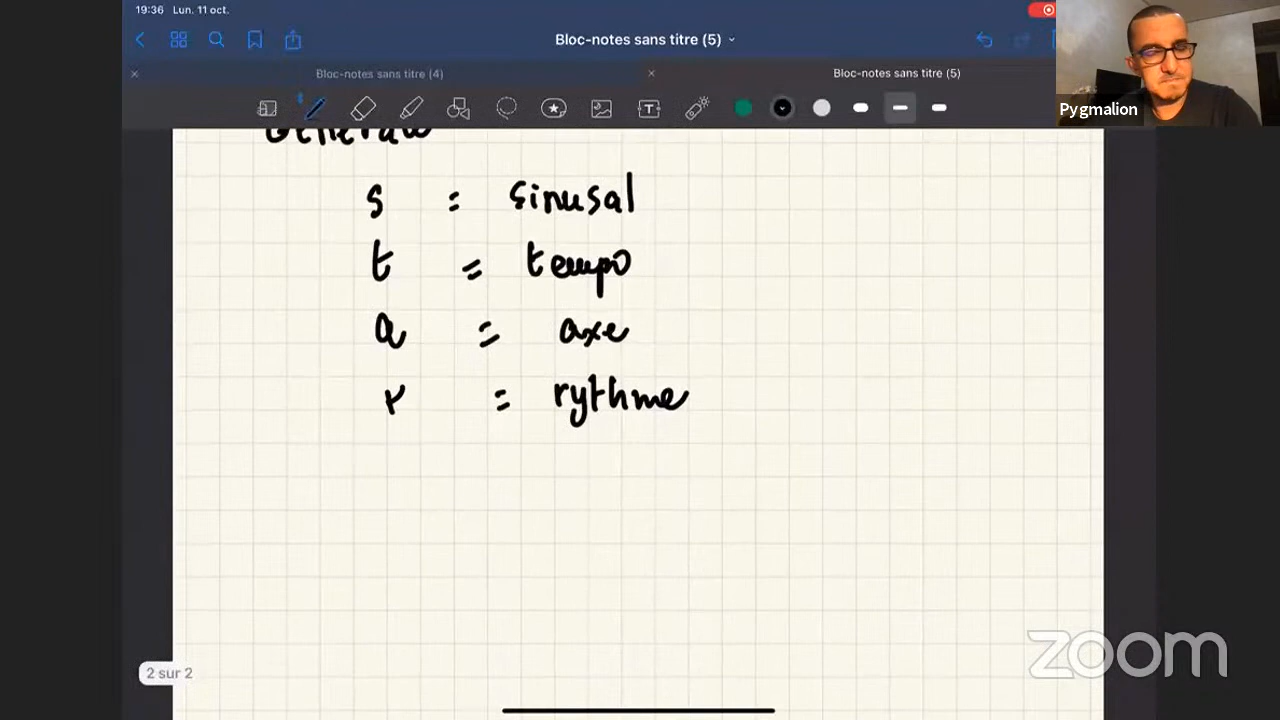 19:36 Lun. 11 oct.
Bloc-notes sans titre (5)
Bloc-notes sans titre (4)
Bloc-notes sans titre (5)
Pygmalion
s = sinusal
t = tempo
a = axe
r = rythme
2 sur 2
zoom